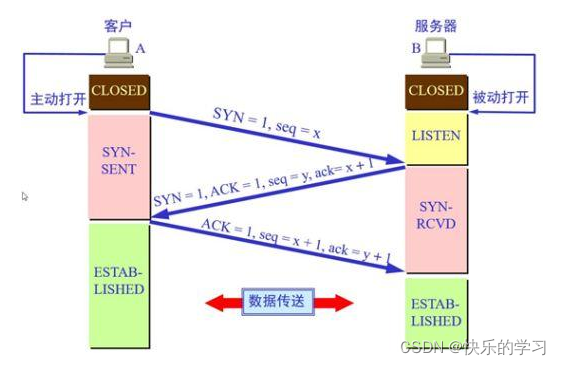 客户
服务器
A
B
CLOSED
CLOSED
主动打开
被动打开
SYN = 1, seq = x
LISTEN
SYN-
SENT
SYN = 1, ACK = 1, seq = y, ack= x + 1
SYN-
RCVD
ACK = 1, seq = x + 1, ack = y + 1
ESTAB-
LISHED
数据传送
ESTAB-
LISHED
CSDN @快乐的学习